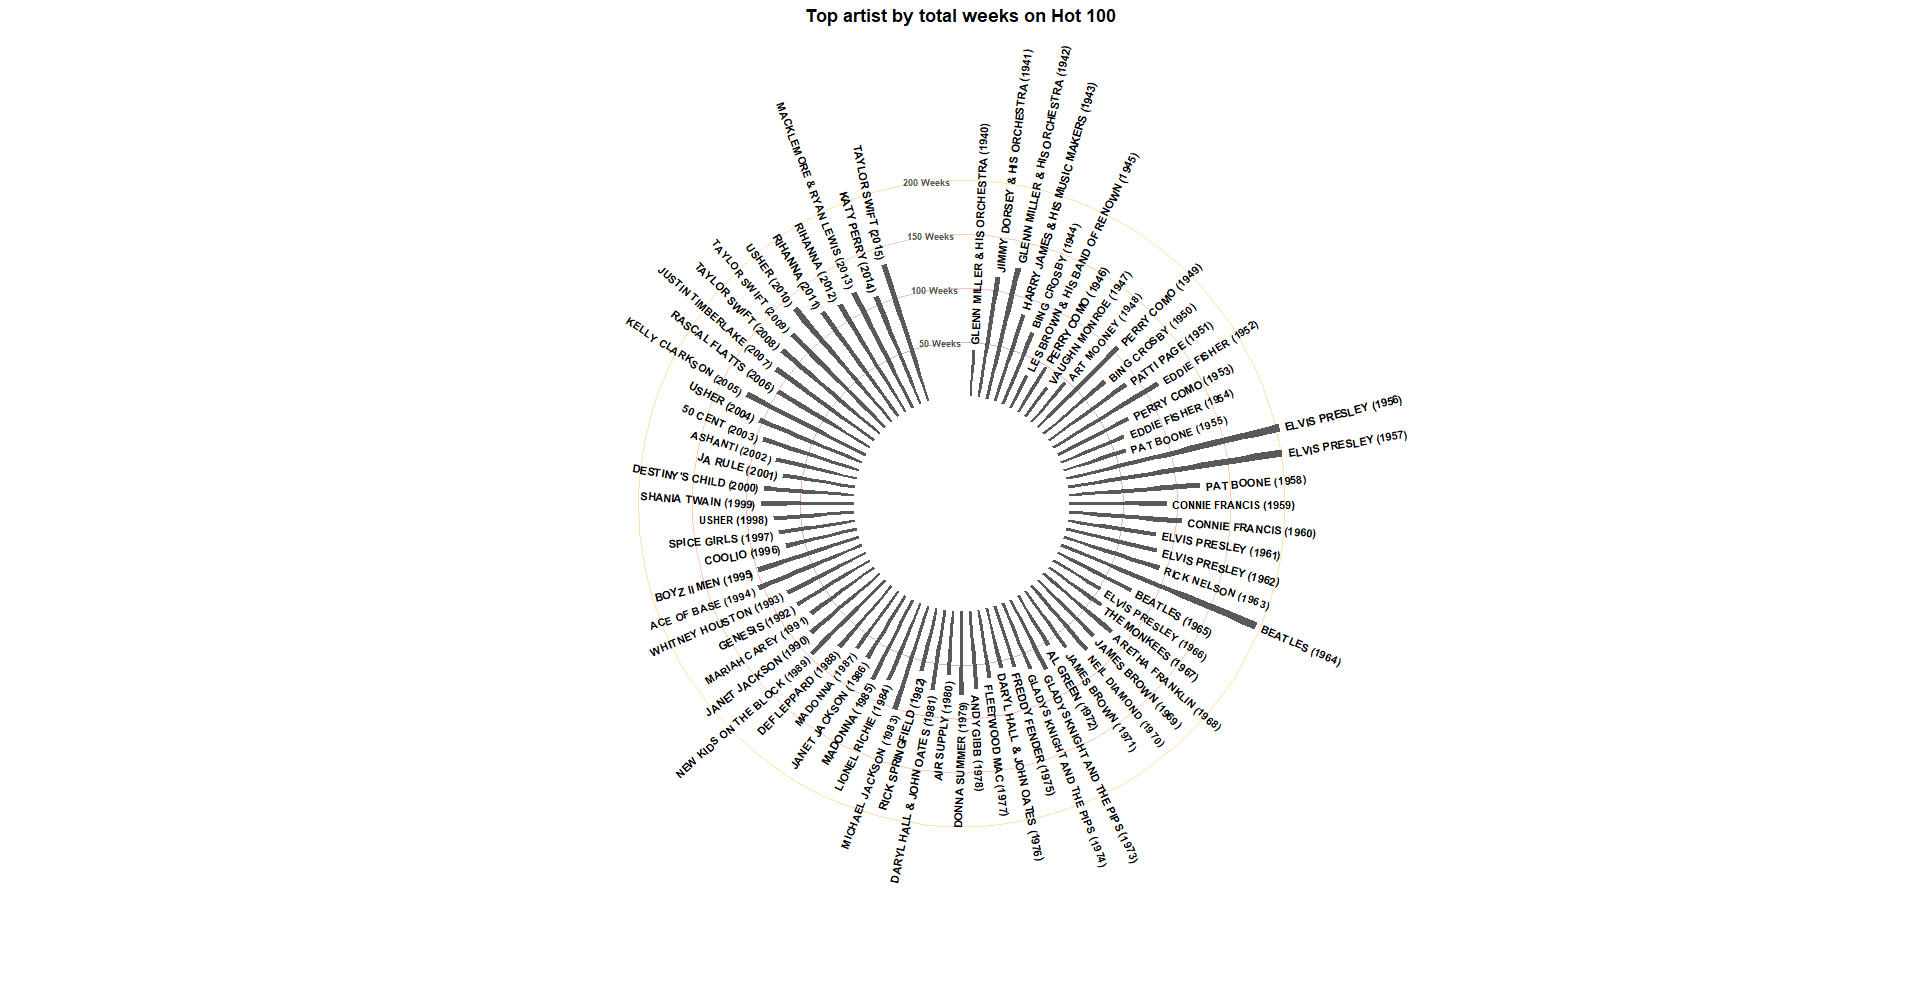 Top artist by total weeks on Hot 100
200 Weeks
150 Weeks
100 Weeks
50 Weeks
GLENN MILLER & HIS ORCHESTRA (1940)
JIMMY DORSEY & HIS ORCHESTRA (1941)
GLENN MILLER & HIS ORCHESTRA (1942)
HARRY JAMES & HIS MUSIC MAKERS (1943)
BING CROSBY (1944)
LES BROWN & HIS BAND OF RENOWN (1945)
PERRY COMO (1946)
VAUGHN MONROE (1947)
ART MOONEY (1948)
PERRY COMO (1949)
BING CROSBY (1950)
PATTI PAGE (1951)
EDDIE FISHER (1952)
PERRY COMO (1953)
EDDIE FISHER (1954)
PAT BOONE (1955)
ELVIS PRESLEY (1956)
ELVIS PRESLEY (1957)
PAT BOONE (1958)
CONNIE FRANCIS (1959)
CONNIE FRANCIS (1960)
ELVIS PRESLEY (1961)
ELVIS PRESLEY (1962)
RICK NELSON (1963)
BEATLES (1964)
BEATLES (1965)
ELVIS PRESLEY (1966)
THE MONKEES (1967)
ARETHA FRANKLIN (1968)
JAMES BROWN (1969)
NEIL DIAMOND (1970)
JAMES BROWN (1971)
AL GREEN (1972)
GLADYS KNIGHT AND THE PIPS (1973)
GLADYS KNIGHT AND THE PIPS (1974)
FREDDY FENDER (1975)
DARYL HALL & JOHN OATES (1976)
FLEETWOOD MAC (1977)
ANDY GIBB (1978)
DONNA SUMMER (1979)
AIR SUPPLY (1980)
DARYL HALL & JOHN OATES (1981)
RICK SPRINGFIELD (1982)
MICHAEL JACKSON (1983)
LIONEL RICHIE (1984)
MADONNA (1985)
JANET JACKSON (1986)
MADONNA (1987)
DEF LEPPARD (1988)
NEW KIDS ON THE BLOCK (1989)
JANET JACKSON (1990)
MARIAH CAREY (1991)
GENESIS (1992)
WHITNEY HOUSTON (1993)
ACE OF BASE (1994)
BOYZ II MEN (1995)
COOLIO (1996)
SPICE GIRLS (1997)
USHER (1998)
SHANIA TWAIN (1999)
DESTINY'S CHILD (2000)
JA RULE (2001)
ASHANTI (2002)
50 CENT (2003)
USHER (2004)
KELLY CLARKSON (2005)
RASCAL FLATTS (2006)
JUSTIN TIMBERLAKE (2007)
TAYLOR SWIFT (2008)
TAYLOR SWIFT (2009)
USHER (2010)
RIHANNA (2011)
RIHANNA (2012)
MACKLEMORE & RYAN LEWIS (2013)
KATY PERRY (2014)
TAYLOR SWIFT (2015)